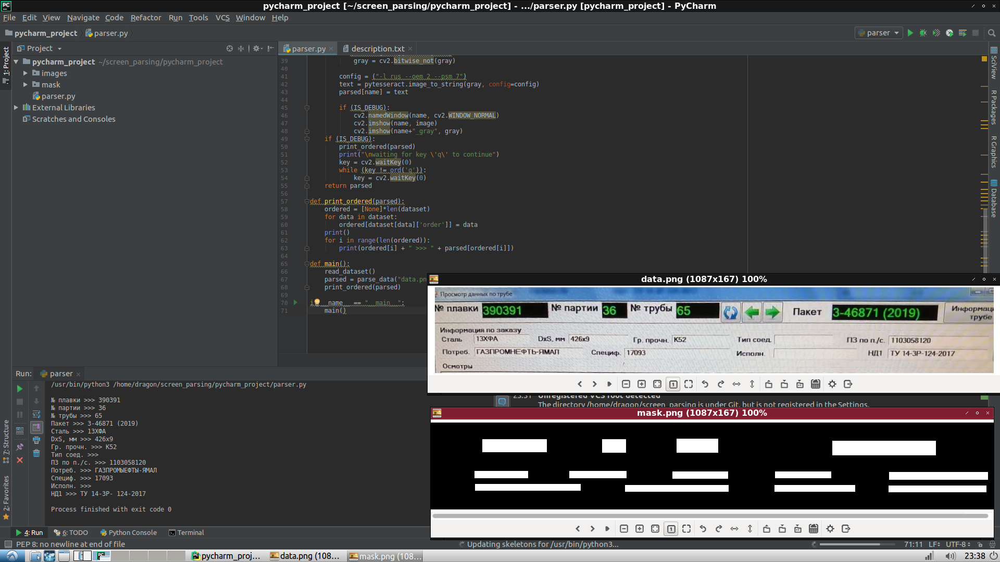 pycharm_project [~/screen_parsing/pycharm_project] - .../parser.py [pycharm_project] - PyCharm
File Edit View Navigate Code Refactor Run Tools VCS Window Help
pycharm_project parser.py
parser
Project
parser.py
description.txt
1: Project
7: Structure
2: Favorites
pycharm_project ~/screen_parsing/pycharm_project
images
mask
parser.py
External Libraries
Scratches and Consoles
39 gray = cv2.bitwise_not(gray)
40
41 config = ("-l rus --oem 2 --psm 7")
42 text = pytesseract.image_to_string(gray, config=config)
43 parsed[name] = text
44
45 if (IS_DEBUG):
46 cv2.namedWindow(name, cv2.WINDOW_NORMAL)
47 cv2.imshow(name, image)
48 cv2.imshow(name+"_gray", gray)
49 if (IS_DEBUG):
50 print_ordered(parsed)
51 print("\nwaiting for key \'q\' to continue")
52 key = cv2.waitKey(0)
53 while (key != ord('q')):
54 key = cv2.waitKey(0)
55 return parsed
56
57 def print_ordered(parsed):
58 ordered = [None]*len(dataset)
59 for data in dataset:
60 ordered[dataset[data]['order']] = data
61 print()
62 for i in range(len(ordered)):
63 print(ordered[i] + " >>> " + parsed[ordered[i]])
64
65 def main():
66 read_dataset()
67 parsed = parse_data("data.pn
68 print_ordered(parsed)
69
70 i __name__ == "__main__":
71 main()
SciView
R Packages
R Graphics
Database
data.png (1087x167) 100%
Просмотр данных по трубе
№ плавки 390391 № партии 36 № трубы 65 Пакет 3-46871 (2019) Информаци
трубе
Информация по заказу
Сталь 13ХФА DxS, мм 426x9 Гр. прочн. K52 Тип соед. ПЗ по п./с. 1103058120
Потреб. ГАЗПРОМНЕФТЬ-ЯМАЛ Специф. 17093 Исполн. НД1 ТУ 14-3Р-124-2017
Осмотры
23:31 Unregistered VCS root detected
The directory /home/dragon/screen_parsing is under Git, but is not registered in the Settings.
mask.png (1087x167) 100%
Run: parser
/usr/bin/python3 /home/dragon/screen_parsing/pycharm_project/parser.py
№ плавки >>> 390391
№ партии >>> 36
№ трубы >>> 65
Пакет >>> 3-46871 (2019)
Сталь >>> 13ХФА
DxS, мм >>> 426x9
Гр. прочн. >>> K52
Тип соед. >>>
ПЗ по п./с. >>> 1103058120
Потреб. >>> ГАЗПРОМЫЕФТЫ-ЯМАЛ
Специф. >>> 17093
Исполн. >>>
НД1 >>> ТУ 14-3Р- 124-2017
Process finished with exit code 0
4: Run 6: TODO Python Console Terminal
PEP 8: no newline at end of file
Updating skeletons for /usr/bin/python3...
71:11 LF UTF-8
pycharm_proj... data.png (108... mask.png (108...
23:38